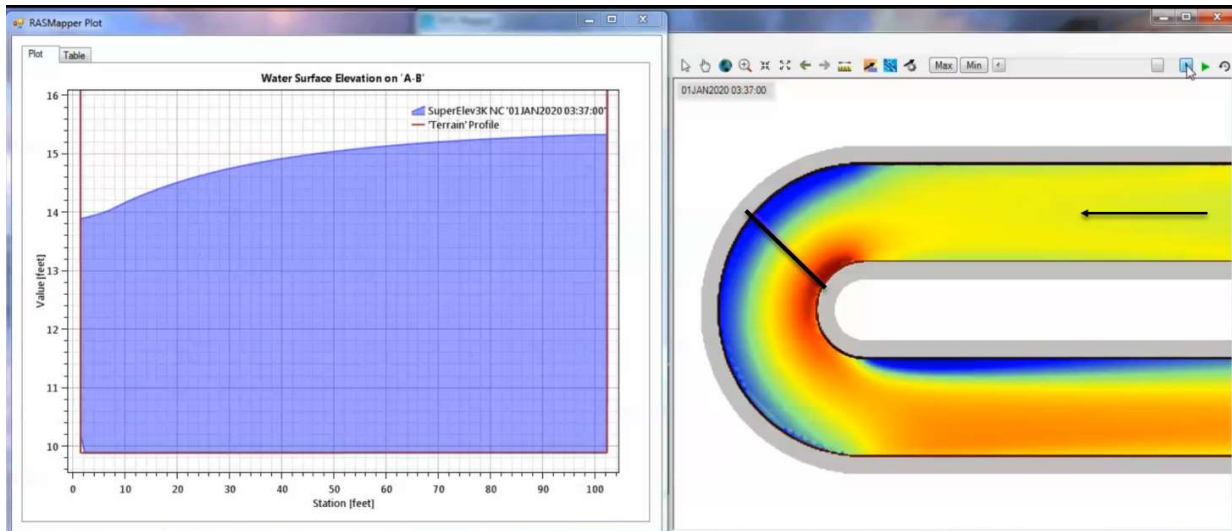 RASMapper Plot
Plot Table
Water Surface Elevation on 'A-B'
SuperElev3K NC '01JAN2020 03:37:00'
'Terrain' Profile
Value [feet]
16
15
14
13
12
11
10
0 10 20 30 40 50 60 70 80 90 100
Station [feet]
Max Min
01JAN2020 03:37:00